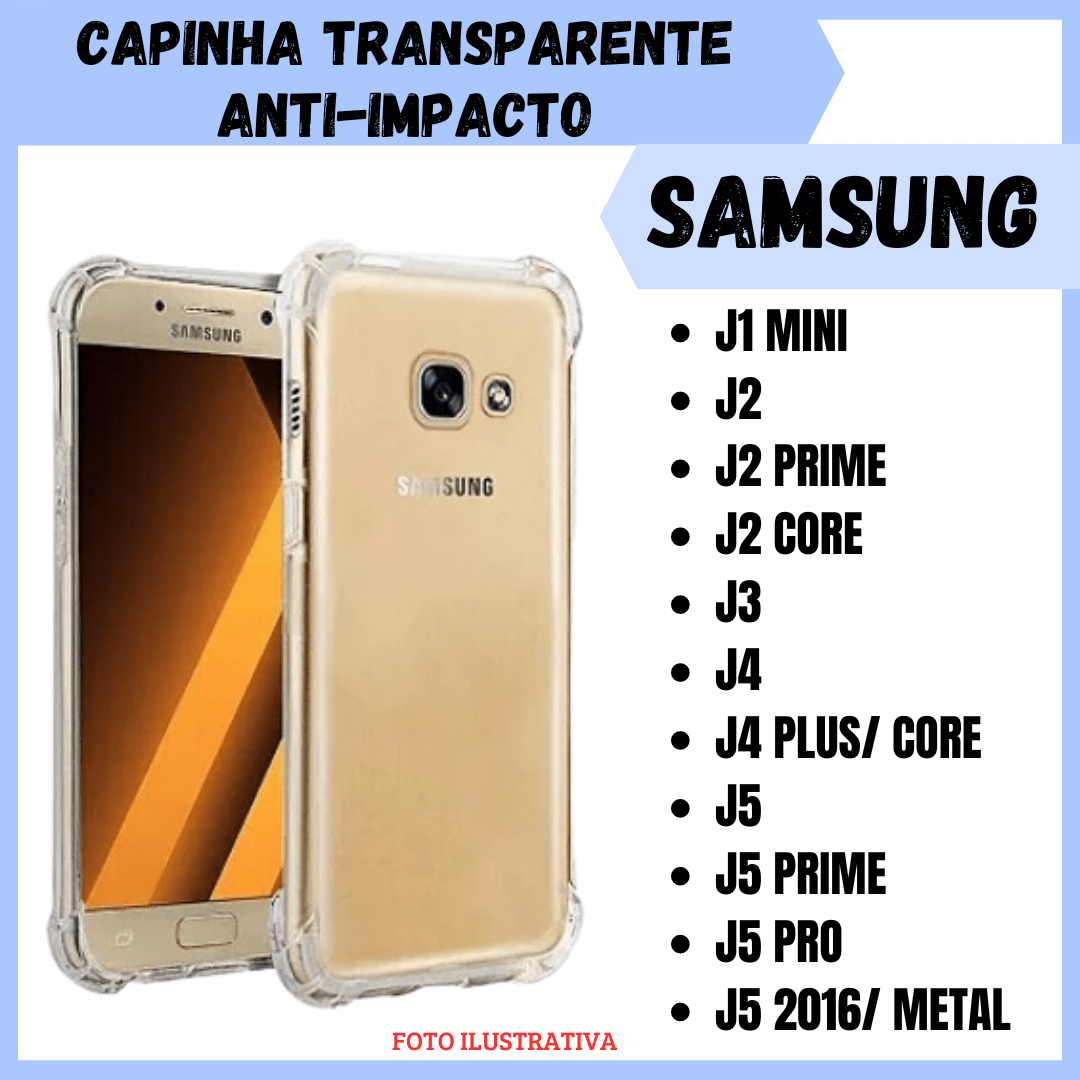 CAPINHA TRANSPARENTE
ANTI-IMPACTO
SAMSUNG
SAMSUNG
SAMSUNG
• J1 MINI
• J2
• J2 PRIME
• J2 CORE
• J3
• J4
• J4 PLUS/ CORE
• J5
• J5 PRIME
• J5 PRO
• J5 2016/ METAL
FOTO ILUSTRATIVA